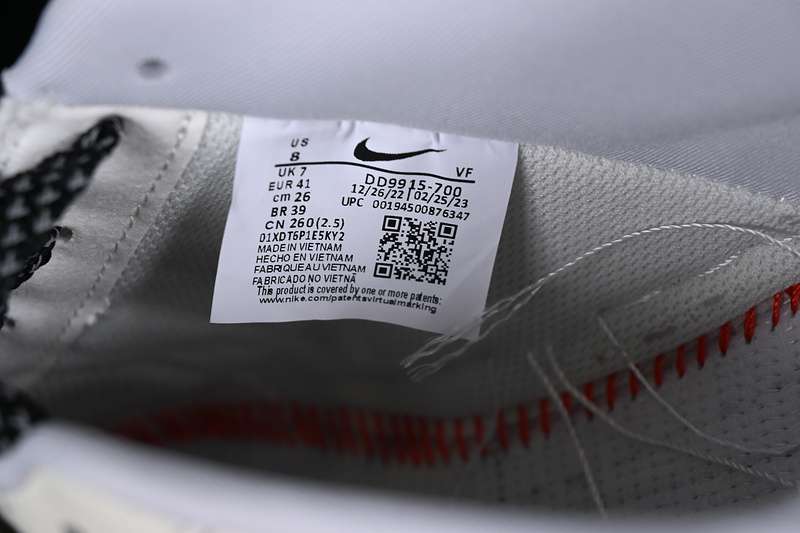 US
8
VF
UK 7
DD9915-700
EUR 41
12/26/22 | 02/25/23
cm 26
UPC 00194500876347
BR 39
CN 260 (2.5)
01XDT6P1E5KY2
MADE IN VIETNAM
HECHO EN VIETNAM
FABRIQUE AU VIETNAM
FABRICADO NO VIETNÃ
This product is covered by one or more patents:
www.nike.com/patentsvirtualmarking